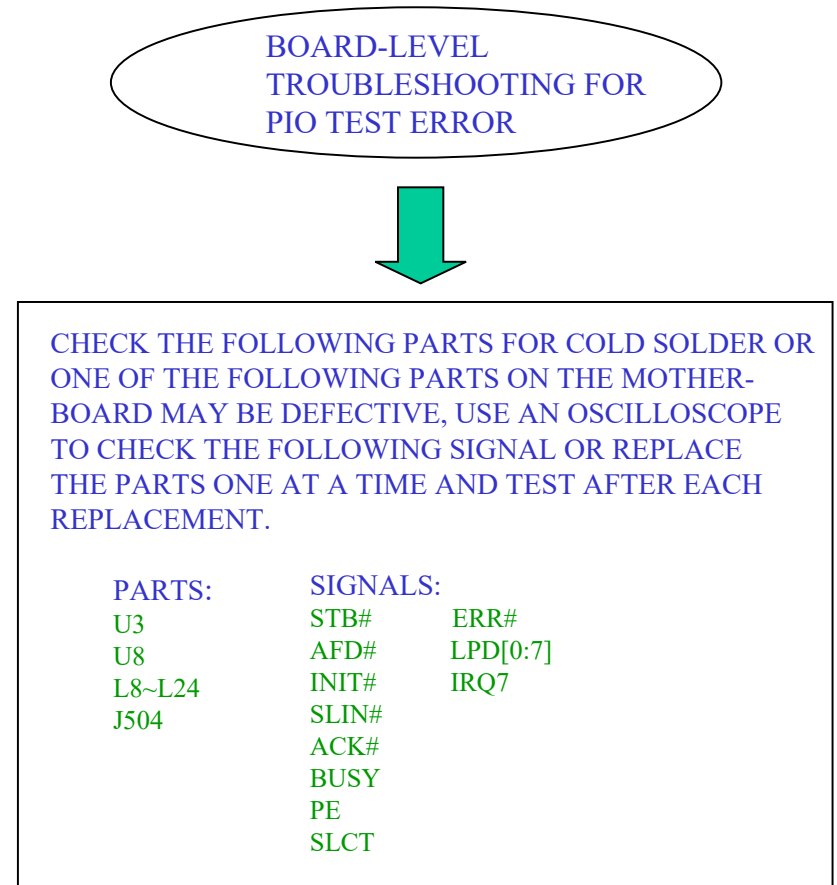 BOARD-LEVEL
TROUBLESHOOTING FOR
PIO TEST ERROR
CHECK THE FOLLOWING PARTS FOR COLD SOLDER OR
ONE OF THE FOLLOWING PARTS ON THE MOTHER-
BOARD MAY BE DEFECTIVE, USE AN OSCILLOSCOPE
TO CHECK THE FOLLOWING SIGNAL OR REPLACE
THE PARTS ONE AT A TIME AND TEST AFTER EACH
REPLACEMENT.
PARTS:
U3
U8
L8~L24
J504
SIGNALS:
STB#
AFD#
INIT#
SLIN#
ACK#
BUSY
PE
SLCT
ERR#
LPD[0:7]
IRQ7